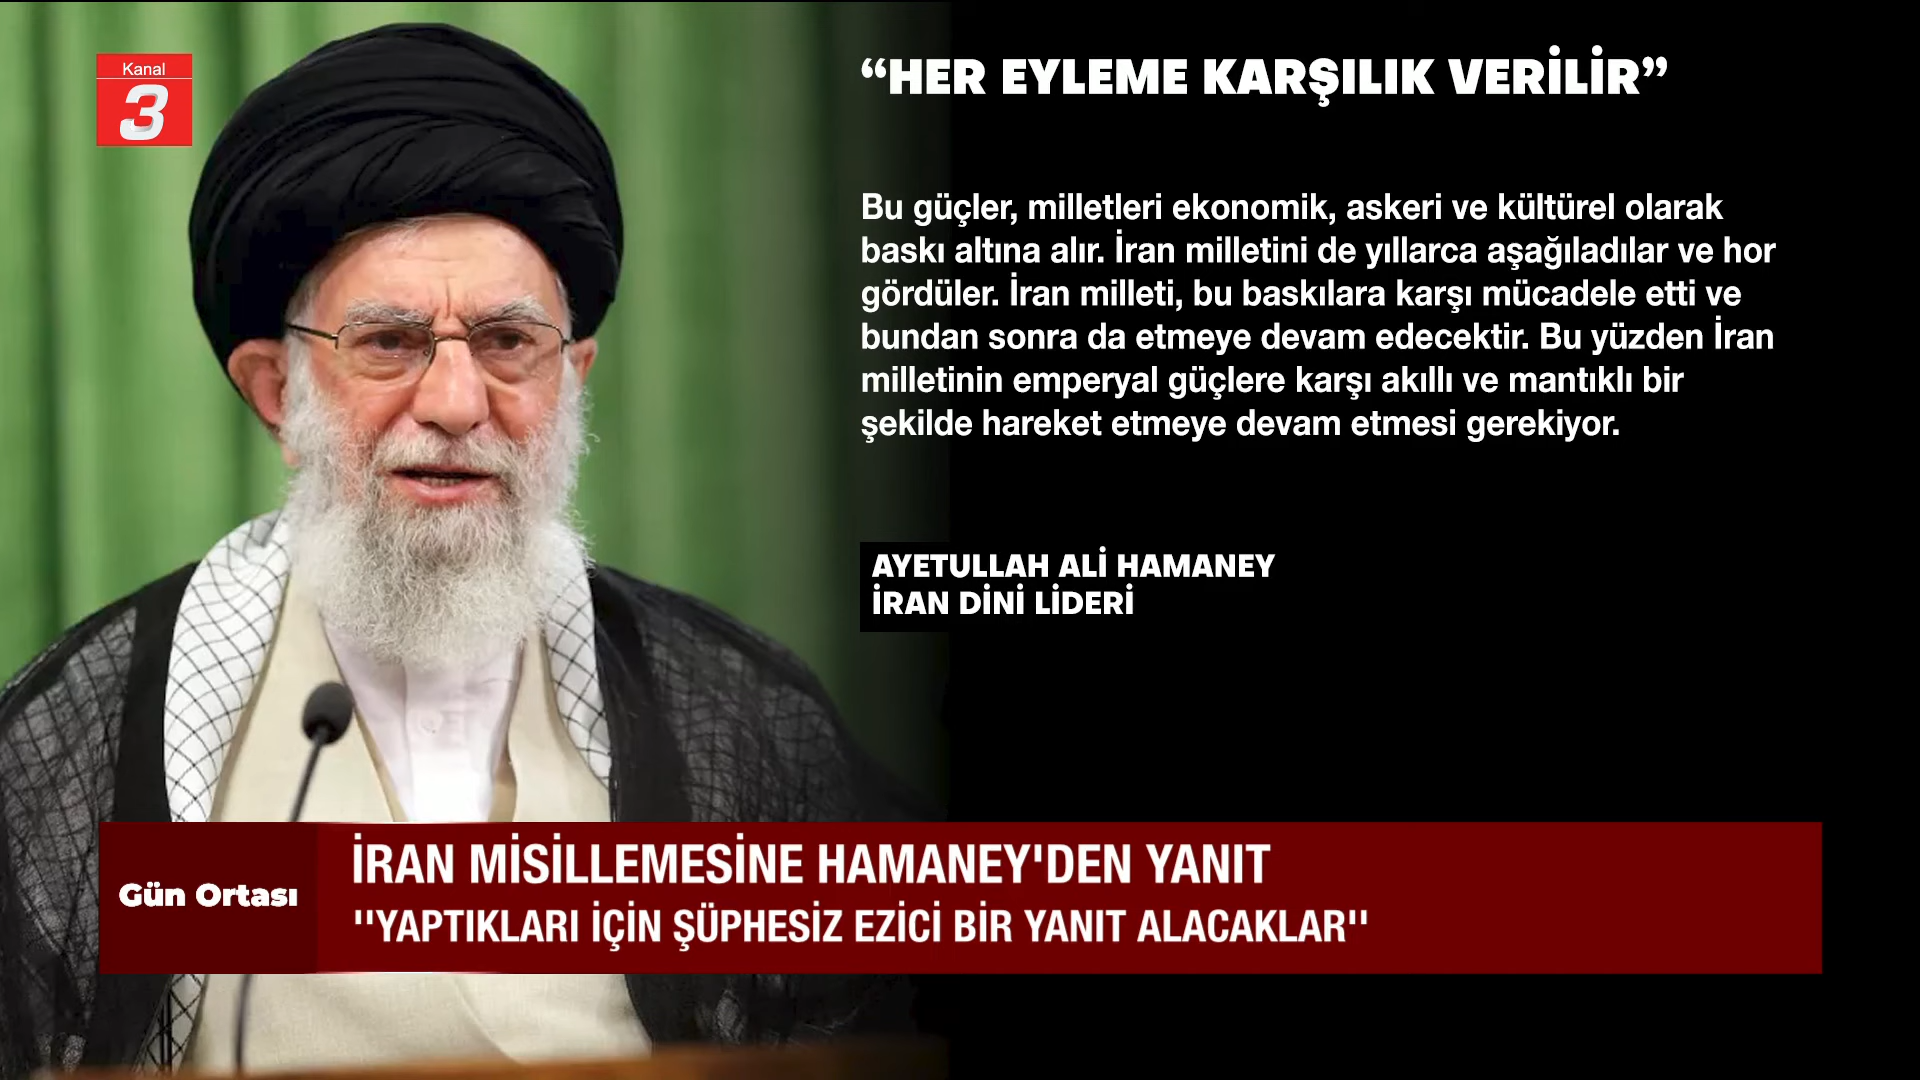 Kanal
3
“HER EYLEME KARŞILIK VERİLİR”
Bu güçler, milletleri ekonomik, askeri ve kültürel olarak
baskı altına alır. İran milletini de yıllarca aşağıladılar ve hor
gördüler. İran milleti, bu baskılara karşı mücadele etti ve
bundan sonra da etmeye devam edecektir. Bu yüzden İran
milletinin emperyal güçlere karşı akıllı ve mantıklı bir
şekilde hareket etmeye devam etmesi gerekiyor.
AYETULLAH ALİ HAMANEY
İRAN DİNİ LİDERİ
Gün Ortası
İRAN MİSİLLEMESİNE HAMANEY'DEN YANIT
''YAPTIKLARI İÇİN ŞÜPHESİZ EZİCİ BİR YANIT ALACAKLAR''